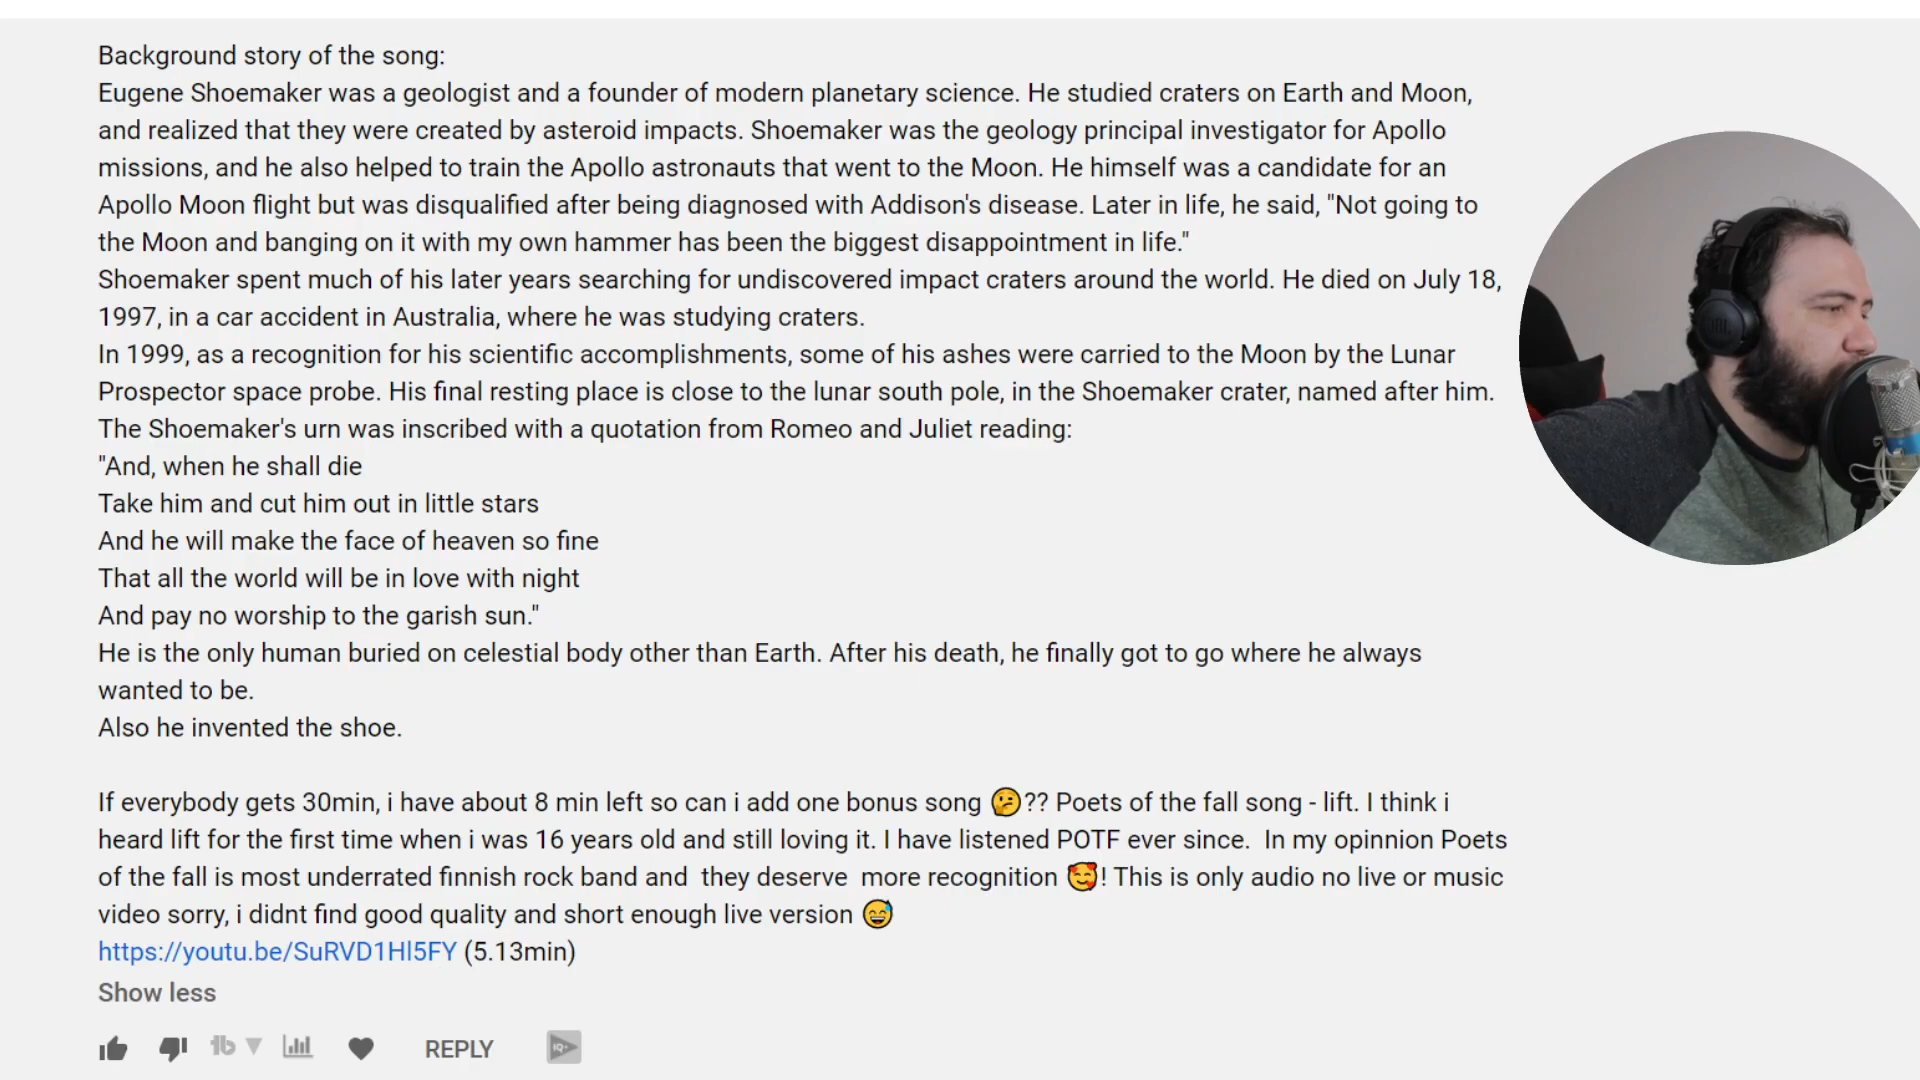 Background story of the song:
Eugene Shoemaker was a geologist and a founder of modern planetary science. He studied craters on Earth and Moon,
and realized that they were created by asteroid impacts. Shoemaker was the geology principal investigator for Apollo
missions, and he also helped to train the Apollo astronauts that went to the Moon. He himself was a candidate for an
Apollo Moon flight but was disqualified after being diagnosed with Addison's disease. Later in life, he said, "Not going to
the Moon and banging on it with my own hammer has been the biggest disappointment in life."
Shoemaker spent much of his later years searching for undiscovered impact craters around the world. He died on July 18,
1997, in a car accident in Australia, where he was studying craters.
In 1999, as a recognition for his scientific accomplishments, some of his ashes were carried to the Moon by the Lunar
Prospector space probe. His final resting place is close to the lunar south pole, in the Shoemaker crater, named after him.
The Shoemaker's urn was inscribed with a quotation from Romeo and Juliet reading:
"And, when he shall die
Take him and cut him out in little stars
And he will make the face of heaven so fine
That all the world will be in love with night
And pay no worship to the garish sun."
He is the only human buried on celestial body other than Earth. After his death, he finally got to go where he always
wanted to be.
Also he invented the shoe.
If everybody gets 30min, i have about 8 min left so can i add one bonus song 🤔?? Poets of the fall song - lift. I think i
heard lift for the first time when i was 16 years old and still loving it. I have listened POTF ever since.  In my opinnion Poets
of the fall is most underrated finnish rock band and  they deserve  more recognition 🥰! This is only audio no live or music
video sorry, i didnt find good quality and short enough live version 😅
https://youtu.be/SuRVD1Hl5FY (5.13min)
Show less
REPLY